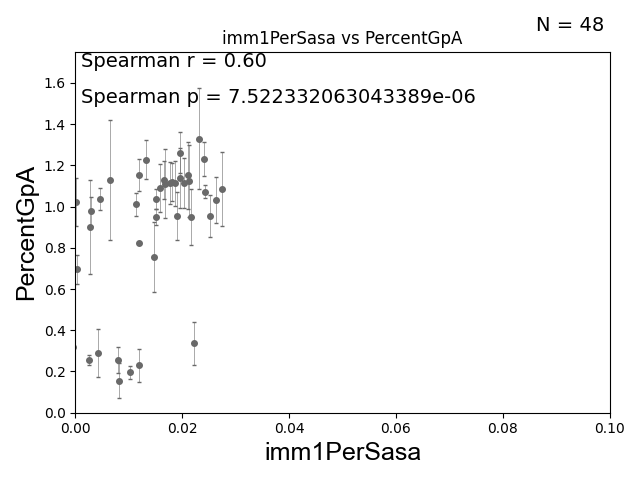 N = 48
imm1PerSasa vs PercentGpA
Spearman r = 0.60
Spearman p = 7.522332063043389e-06
PercentGpA
1.6
1.4
1.2
1.0
0.8
0.6
0.4
0.2
0.0
0.00 0.02 0.04 0.06 0.08 0.10
imm1PerSasa